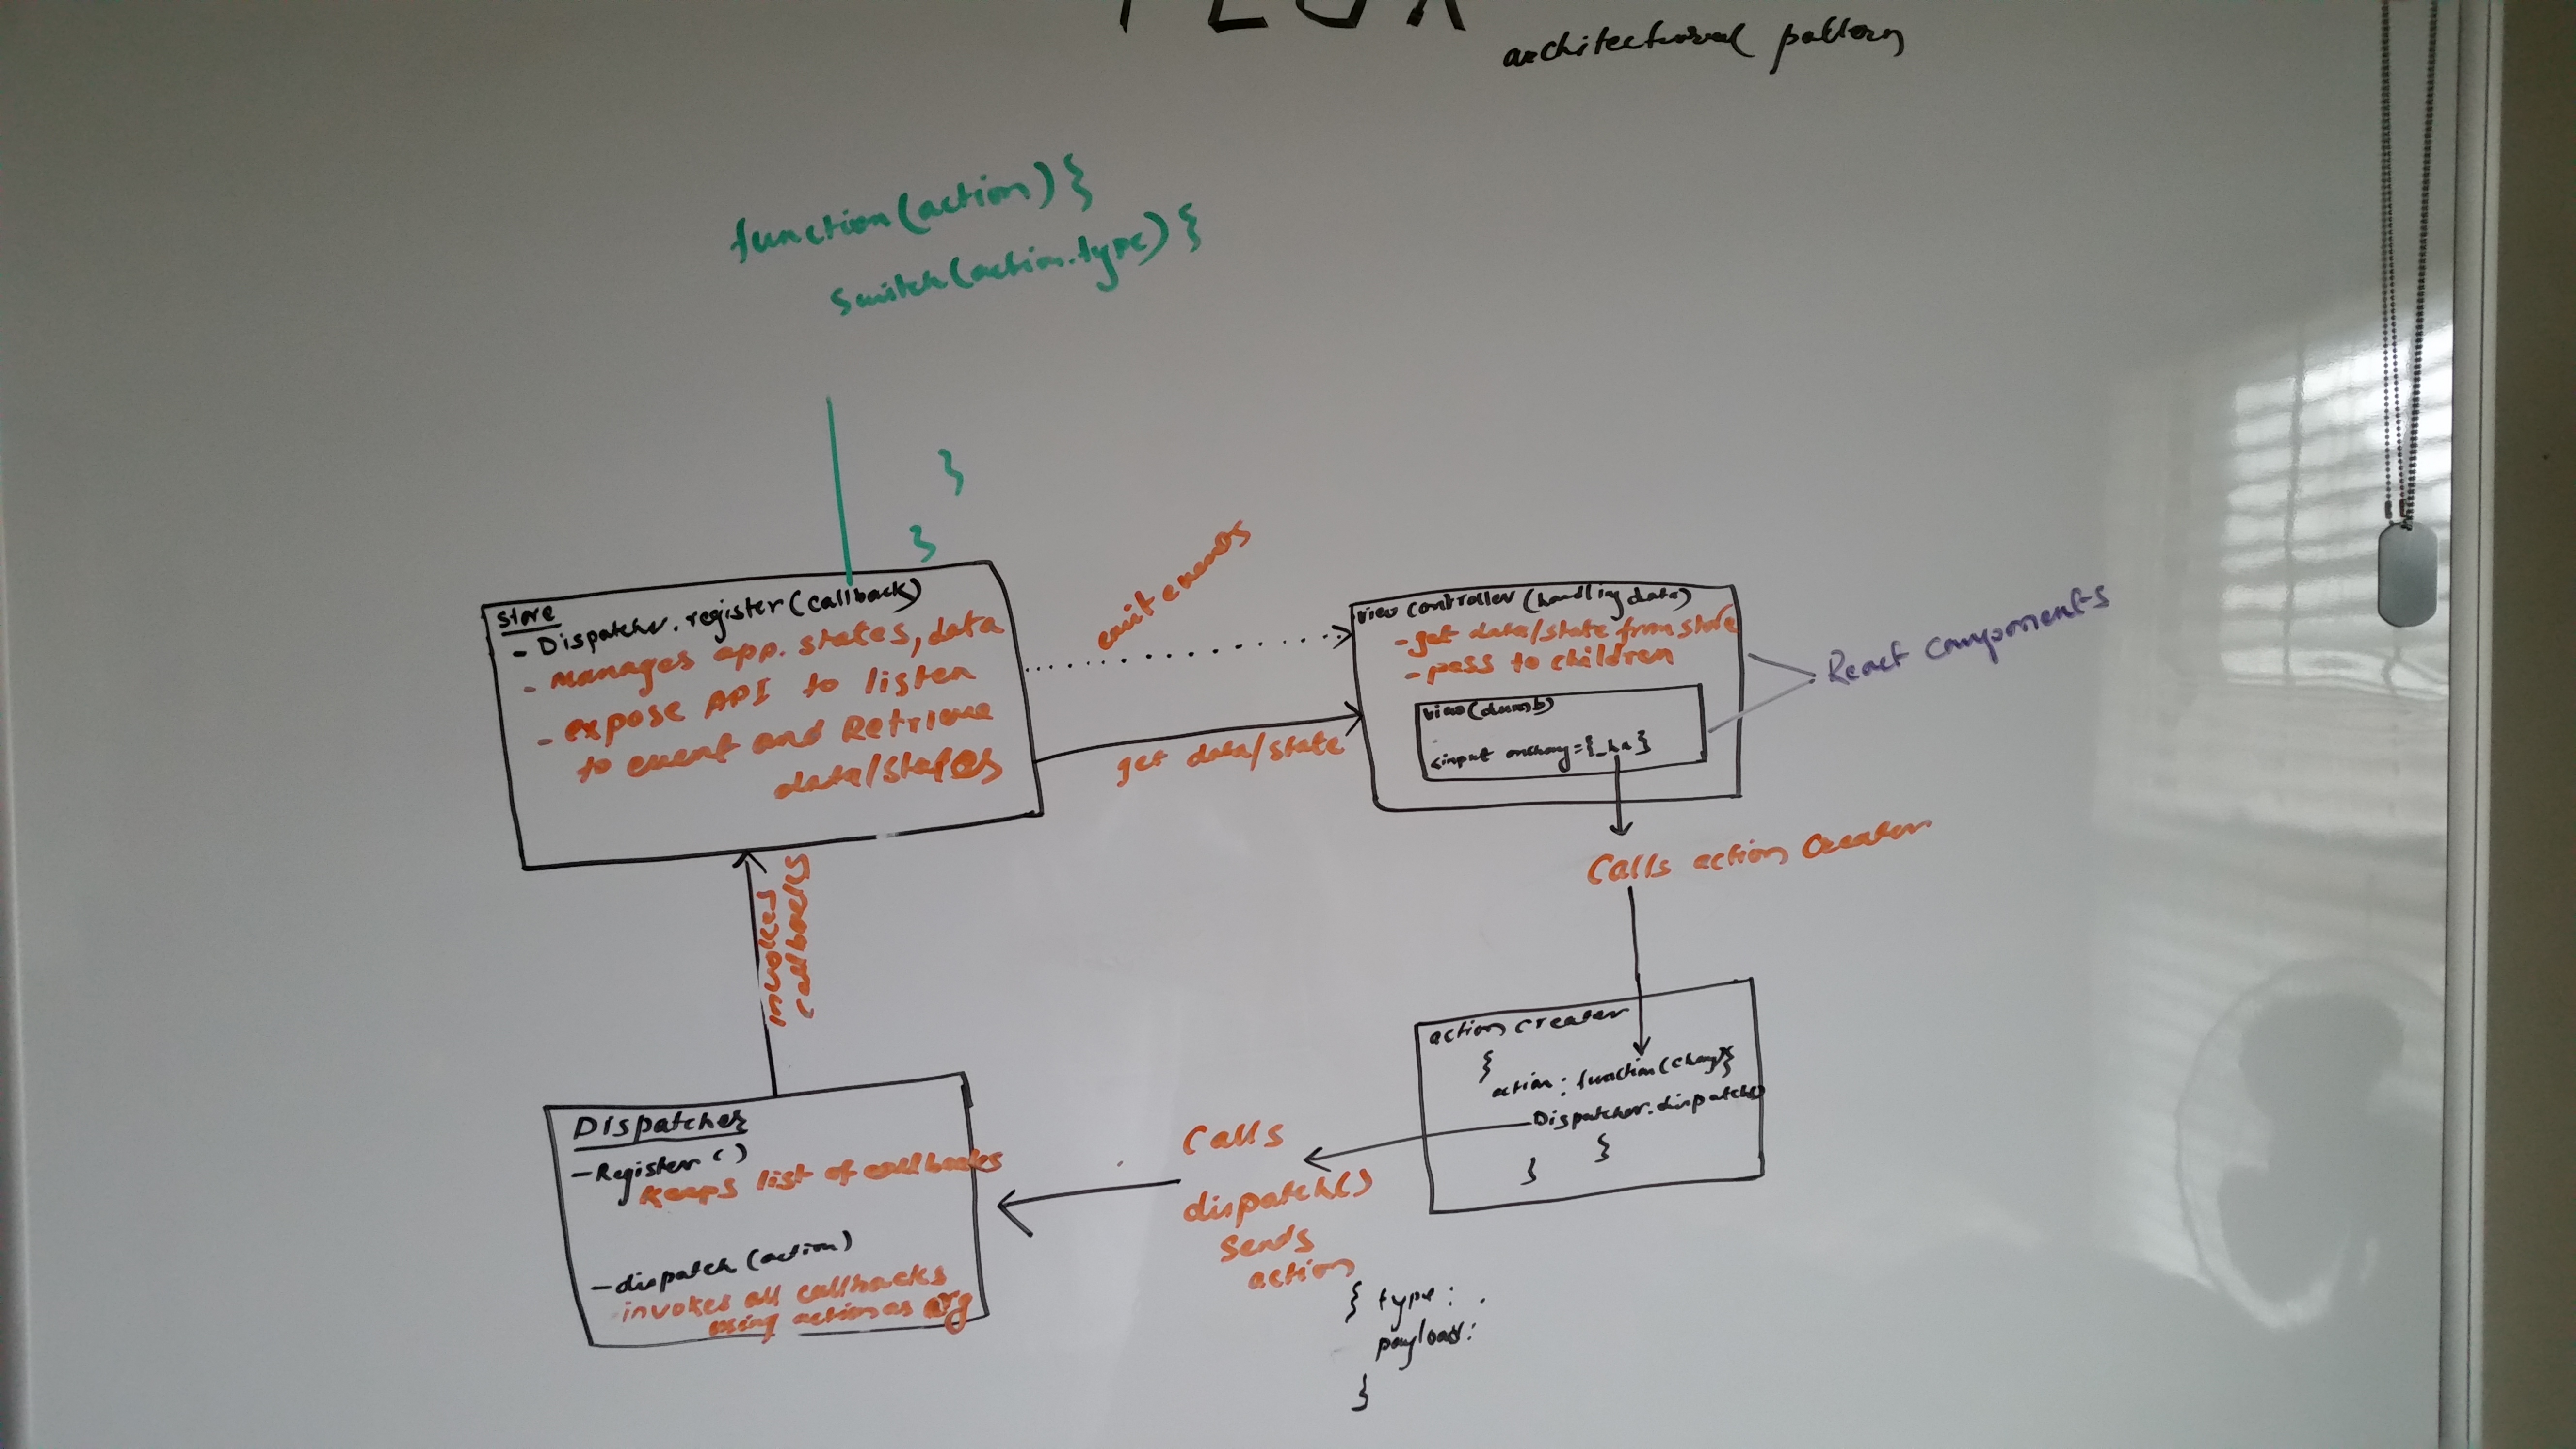 FLUX
architectural pattern
function(action){
switch(action.type){
}
}
Store
- Dispatcher.register(callback)
- manages app. states, data
- expose API to listen
to event and Retrieve
data/states
emit events
get data/state
view controller (handling data)
- get data/state from store
- pass to children
view (dumb)
<input onchang={_ha}
React components
Calls action Creater
action creater
{
action: function(chang){
Dispatcher.dispatch()
}
}
Calls
dispatch()
Sends
action
{ type:
payload:
}
invokes
callbacks
Dispatcher
- Register ()
Keeps list of callbacks
- dispatch (action)
invokes all callbacks
using action as arg